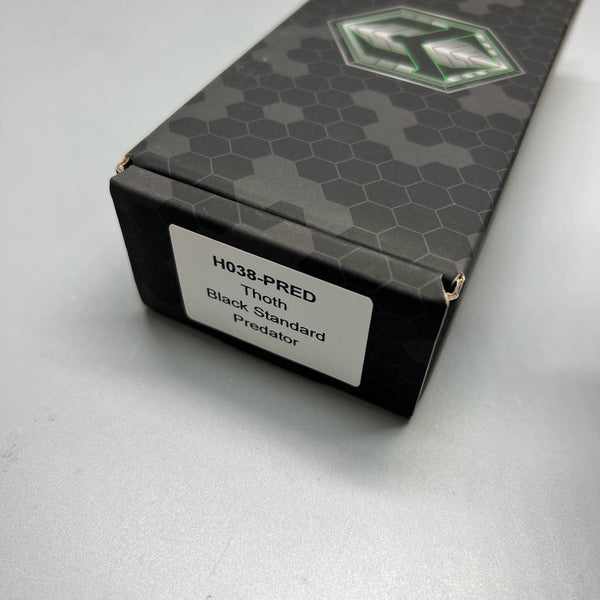 H038-PRED
Thoth
Black Standard
Predator